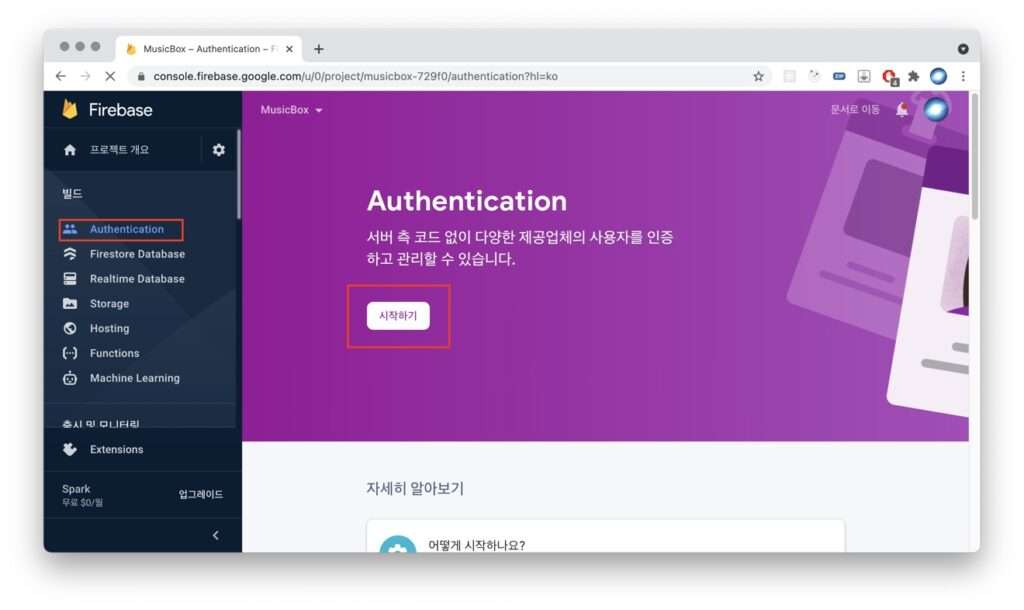 MusicBox – Authentication – Fi
console.firebase.google.com/u/0/project/musicbox-729f0/authentication?hl=ko
Firebase
MusicBox
문서로 이동
프로젝트 개요
빌드
Authentication
Firestore Database
Realtime Database
Storage
Hosting
Functions
Machine Learning
출시 및 모니터링
Extensions
Spark
무료 $0/월
업그레이드
Authentication
서버 측 코드 없이 다양한 제공업체의 사용자를 인증
하고 관리할 수 있습니다.
시작하기
자세히 알아보기
어떻게 시작하나요?